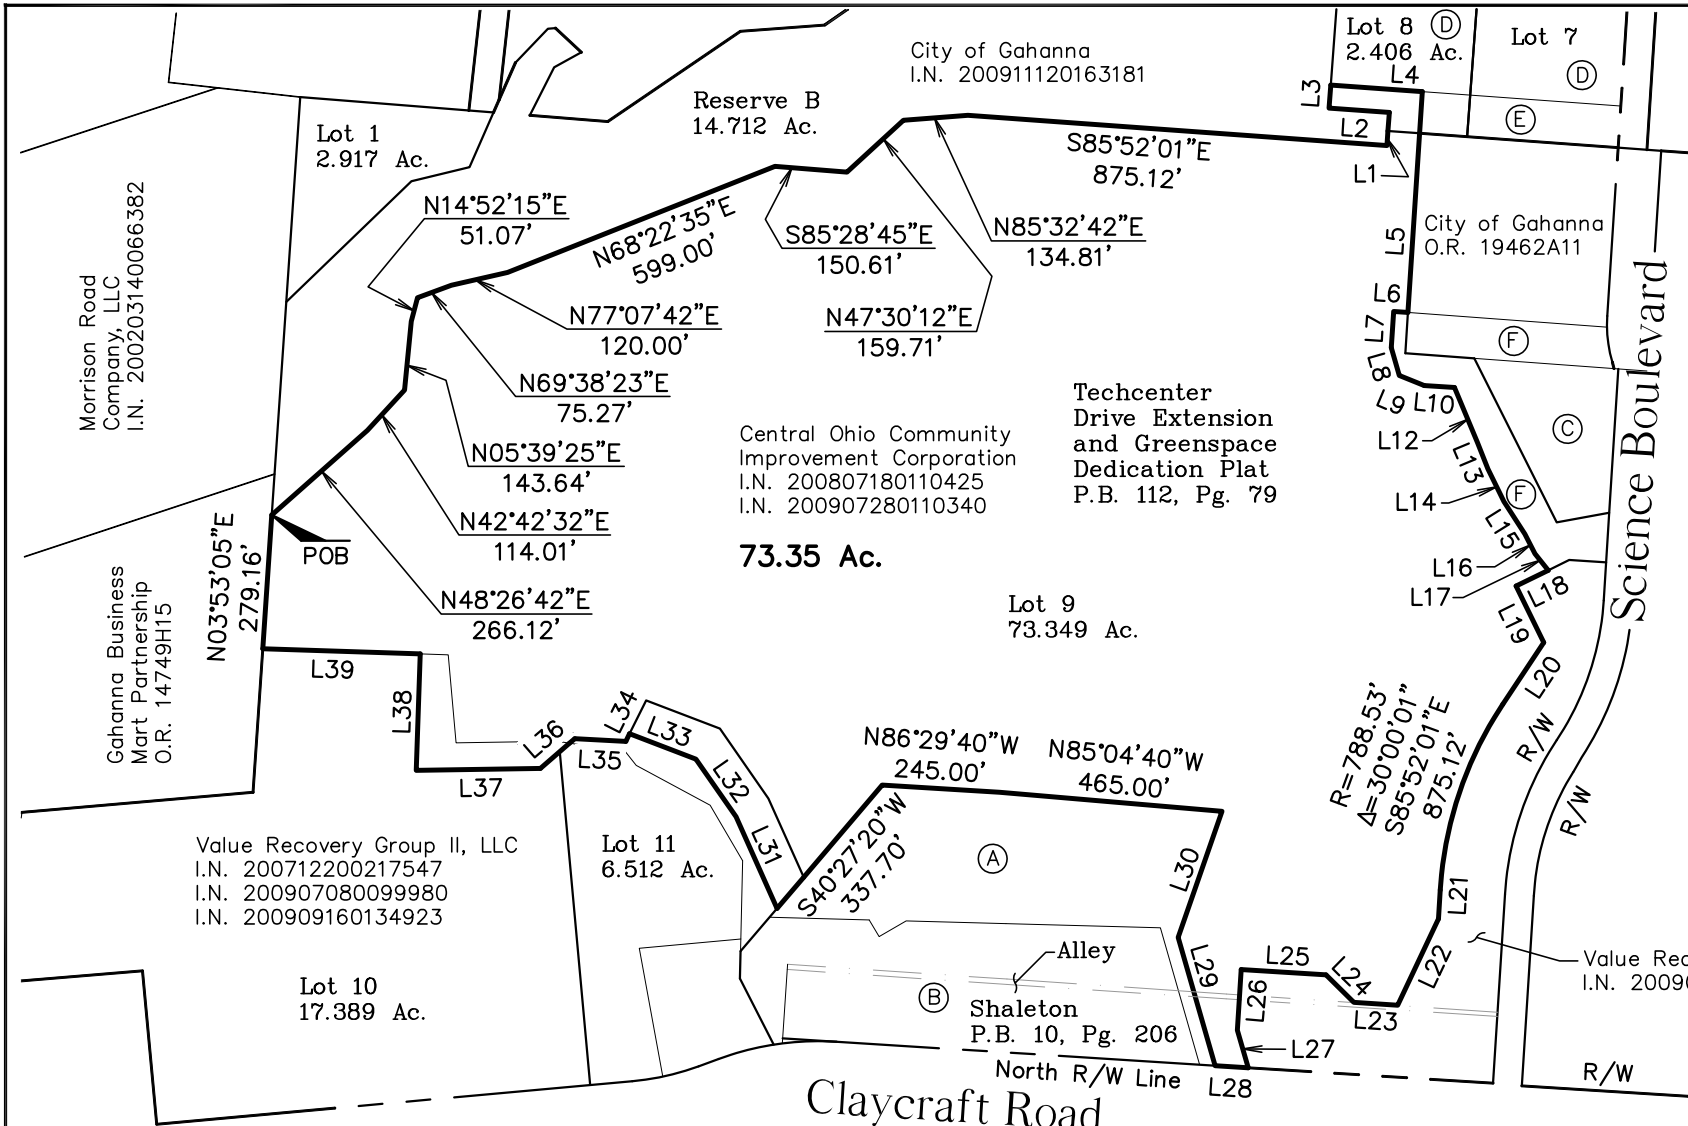 City of Gahanna
I.N. 200911120163181
Lot 8 D
2.406 Ac.
Lot 7
D
Reserve B
14.712 Ac.
Lot 1
2.917 Ac.
L3
L4
E
L2
L1
S85°52'01"E
875.12'
N14°52'15"E
51.07'
N68°22'35"E
599.00'
S85°28'45"E
150.61'
N85°32'42"E
134.81'
City of Gahanna
O.R. 19462A11
L5
Morrison Road
Company, LLC
I.N. 200203140066382
N77°07'42"E
120.00'
N47°30'12"E
159.71'
L6
L7
F
L8
L9
L10
N69°38'23"E
75.27'
Techcenter
Drive Extension
and Greenspace
Dedication Plat
P.B. 112, Pg. 79
C
L12
L13
Science Boulevard
Central Ohio Community
Improvement Corporation
I.N. 200807180110425
I.N. 200907280110340
N05°39'25"E
143.64'
L14
F
L15
N42°42'32"E
114.01'
73.35 Ac.
POB
L16
L17
L18
N03°53'05"E
279.16'
N48°26'42"E
266.12'
Lot 9
73.349 Ac.
L19
Gahanna Business
Mart Partnership
O.R. 14749H15
L39
L20
L38
L34
L33
L36
L35
L37
L32
N86°29'40"W
245.00'
N85°04'40"W
465.00'
R=788.53'
Δ=30°00'01"
S85°52'01"E
875.12'
R/W
R/W
Value Recovery Group II, LLC
I.N. 200712200217547
I.N. 200907080099980
I.N. 200909160134923
Lot 11
6.512 Ac.
L31
S40°27'20"W
337.70'
A
L30
L21
Alley
L29
L25
L24
L22
Value Rec
I.N. 2009
Lot 10
17.389 Ac.
B
Shaleton
P.B. 10, Pg. 206
L26
L23
L27
North R/W Line
L28
R/W
Claycraft Road